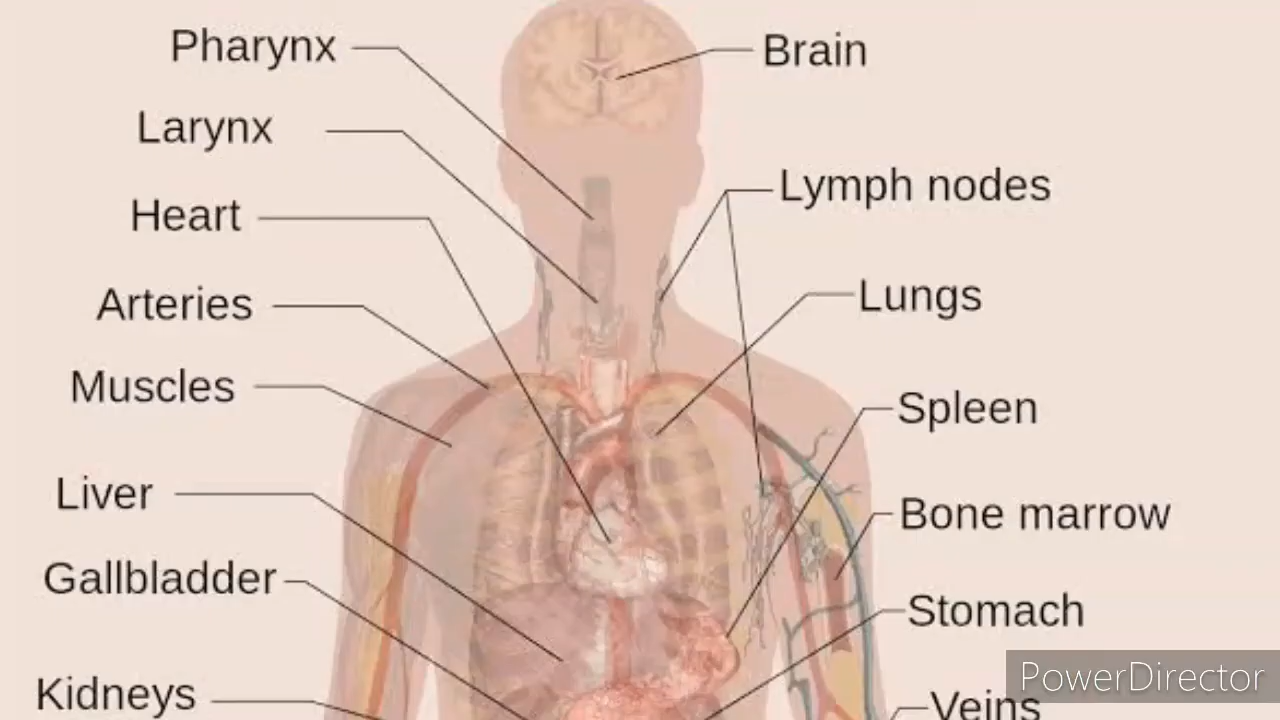 Pharynx
Brain
Larynx
Lymph nodes
Heart
Lungs
Arteries
Muscles
Spleen
Liver
Bone marrow
Gallbladder
Stomach
Kidneys
Veins
PowerDirector